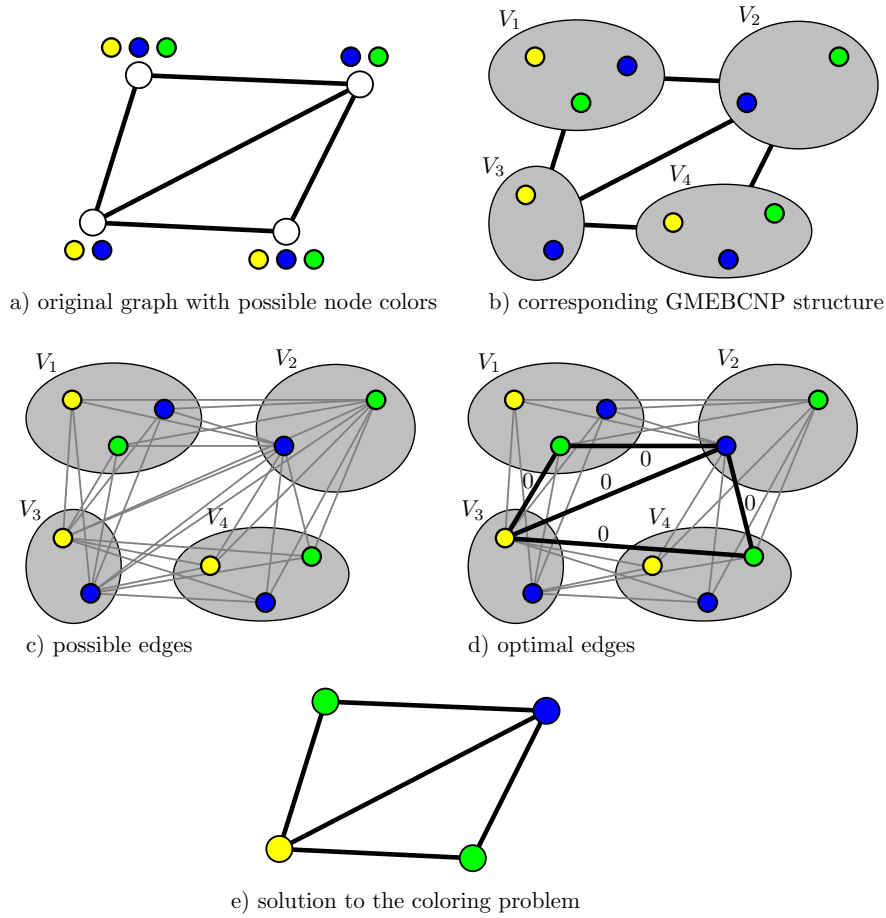 V1
V2
V3
V4
a) original graph with possible node colors
b) corresponding GMEBCNP structure
V1
V2
V3
V4
c) possible edges
V1
V2
0
0
0
V3
V4
0
0
d) optimal edges
e) solution to the coloring problem